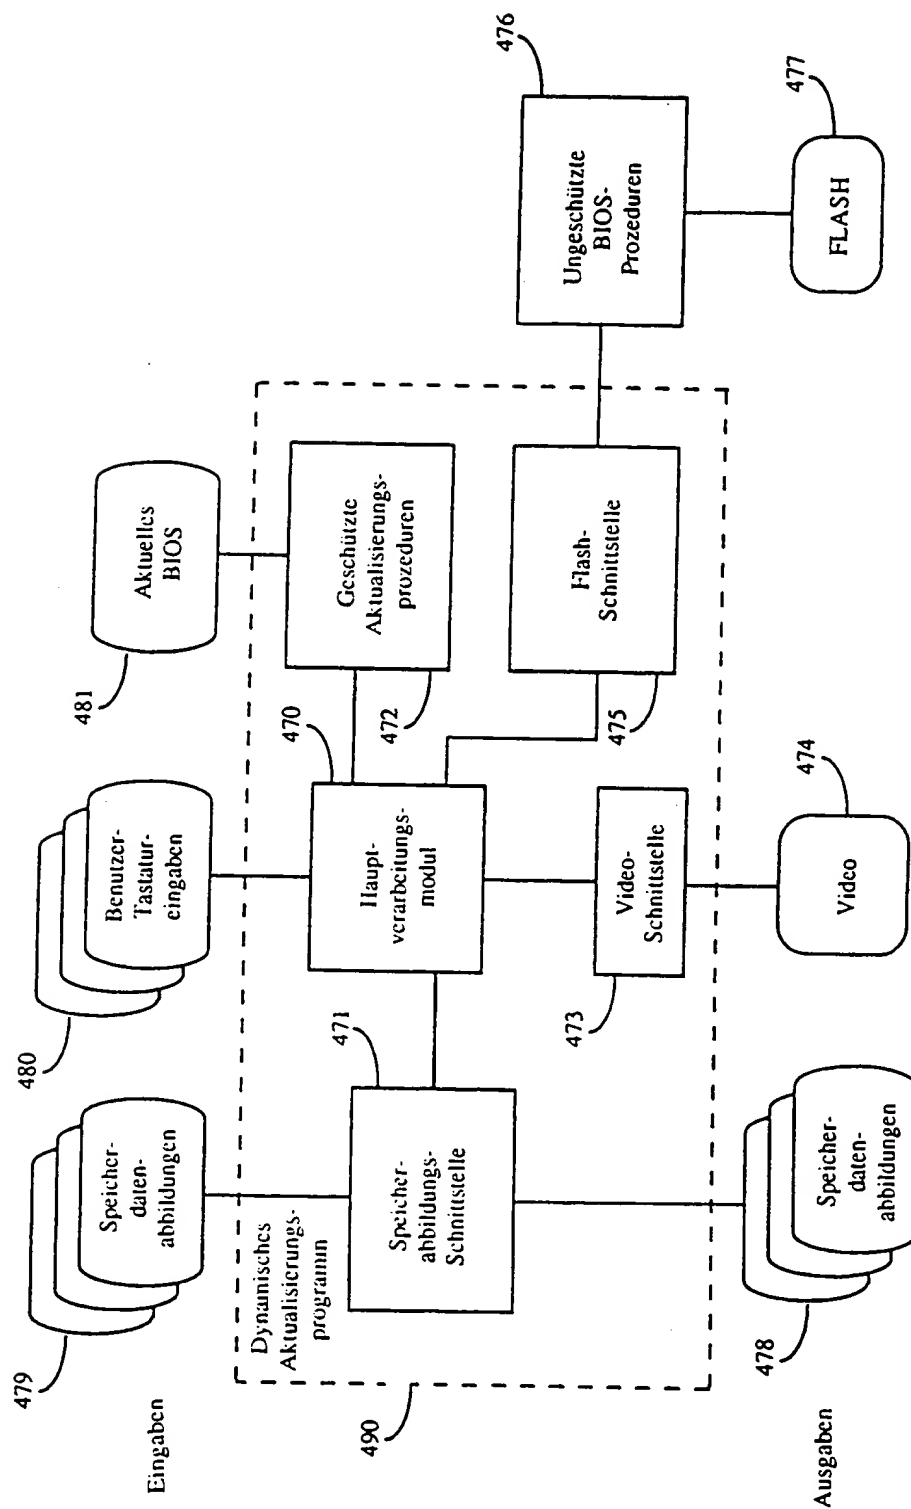 Eingaben
479
Speicher-
daten-
abbildungen
480
Benutzer-
Tastatur-
eingaben
481
Aktuelles
BIOS
Dynamisches
Aktualisierungs-
programm
471
Speicher-
abbildungs-
Schnittstelle
470
Haupt-
verarbeitungs-
modul
472
Geschützte
Aktualisierungs-
prozeduren
473
Video-
Schnittstelle
475
Flash-
Schnittstelle
476
Ungeschützte
BIOS-
Prozeduren
490
Ausgaben
478
Speicher-
daten-
abbildungen
474
Video
477
FLASH